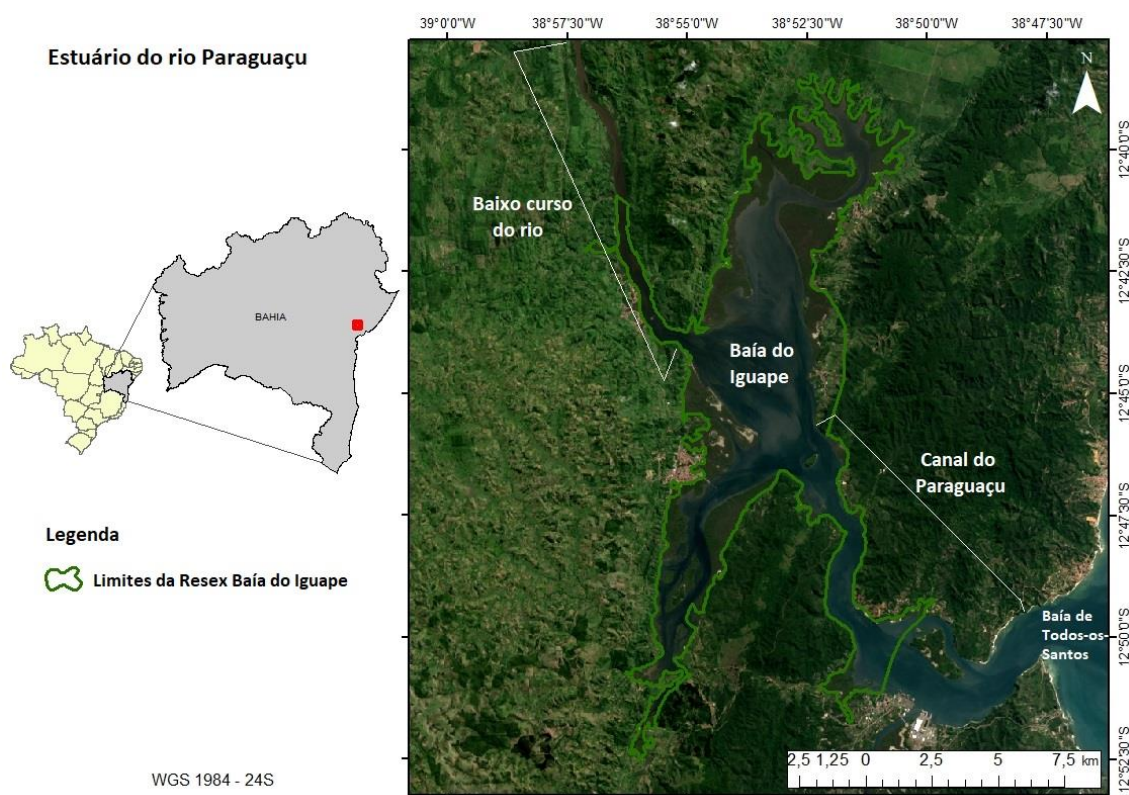 Estuário do rio Paraguaçu
39°0'0"W
38°57'30"W
38°55'0"W
38°52'30"W
38°50'0"W
38°47'30"W
N
12°40'0"S
12°42'30"S
12°45'0"S
12°47'30"S
12°50'0"S
12°52'30"S
Baixo curso
do rio
Baía do
Iguape
Canal do
Paraguaçu
Baía de
Todos-os
Santos
BAHIA
Legenda
Limites da Resex Baía do Iguape
WGS 1984 - 24S
2,5 1,25 0 2,5 5 7,5 km